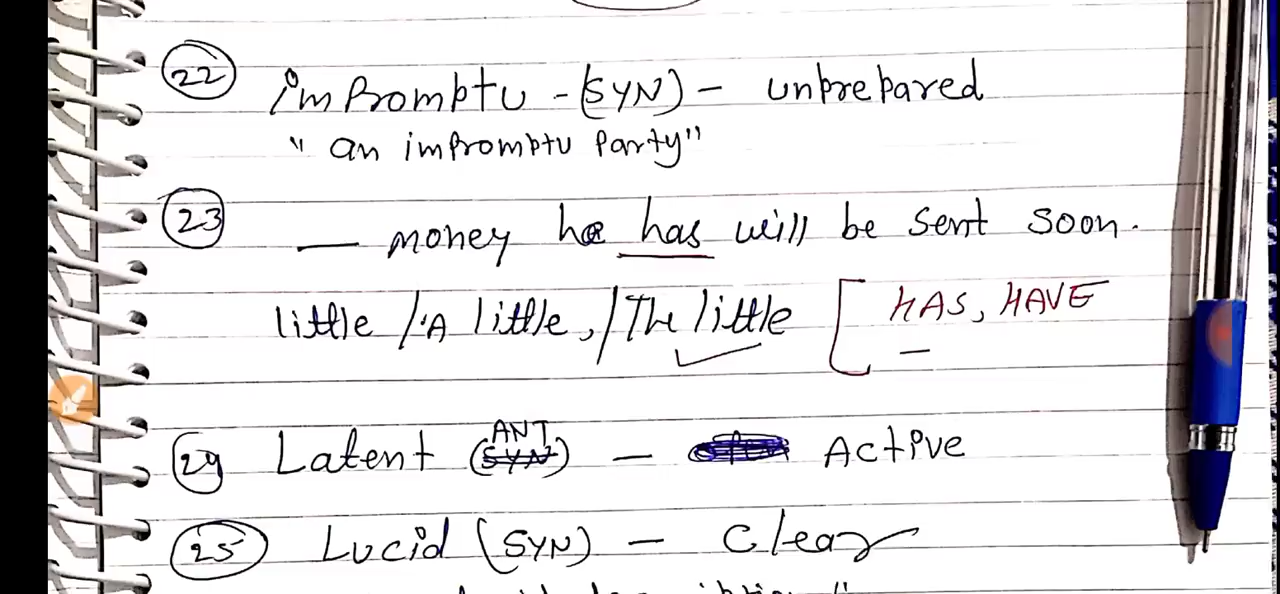 22 impromptu - (SYN) - unprepared
" an impromptu Party"
23 — money he has will be sent soon.
little / A little, / The little [ HAS, HAVE
—
24 Latent (ANT) - Active
25 Lucid (SYN) - Clear